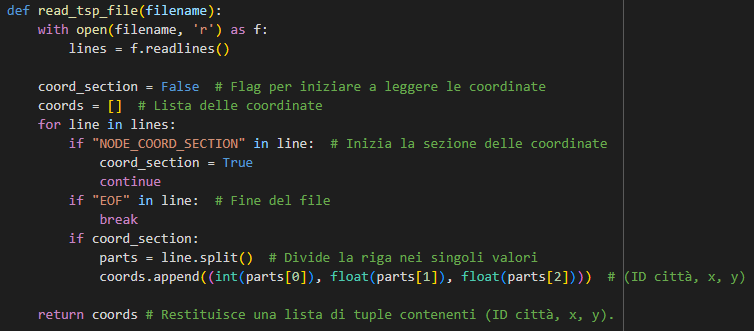 def read_tsp_file(filename):
    with open(filename, 'r') as f:
        lines = f.readlines()

    coord_section = False  # Flag per iniziare a leggere le coordinate
    coords = []  # Lista delle coordinate
    for line in lines:
        if "NODE_COORD_SECTION" in line:  # Inizia la sezione delle coordinate
            coord_section = True
            continue
        if "EOF" in line:  # Fine del file
            break
        if coord_section:
            parts = line.split()  # Divide la riga nei singoli valori
            coords.append((int(parts[0]), float(parts[1]), float(parts[2])))  # (ID città, x, y)

    return coords # Restituisce una lista di tuple contenenti (ID città, x, y).